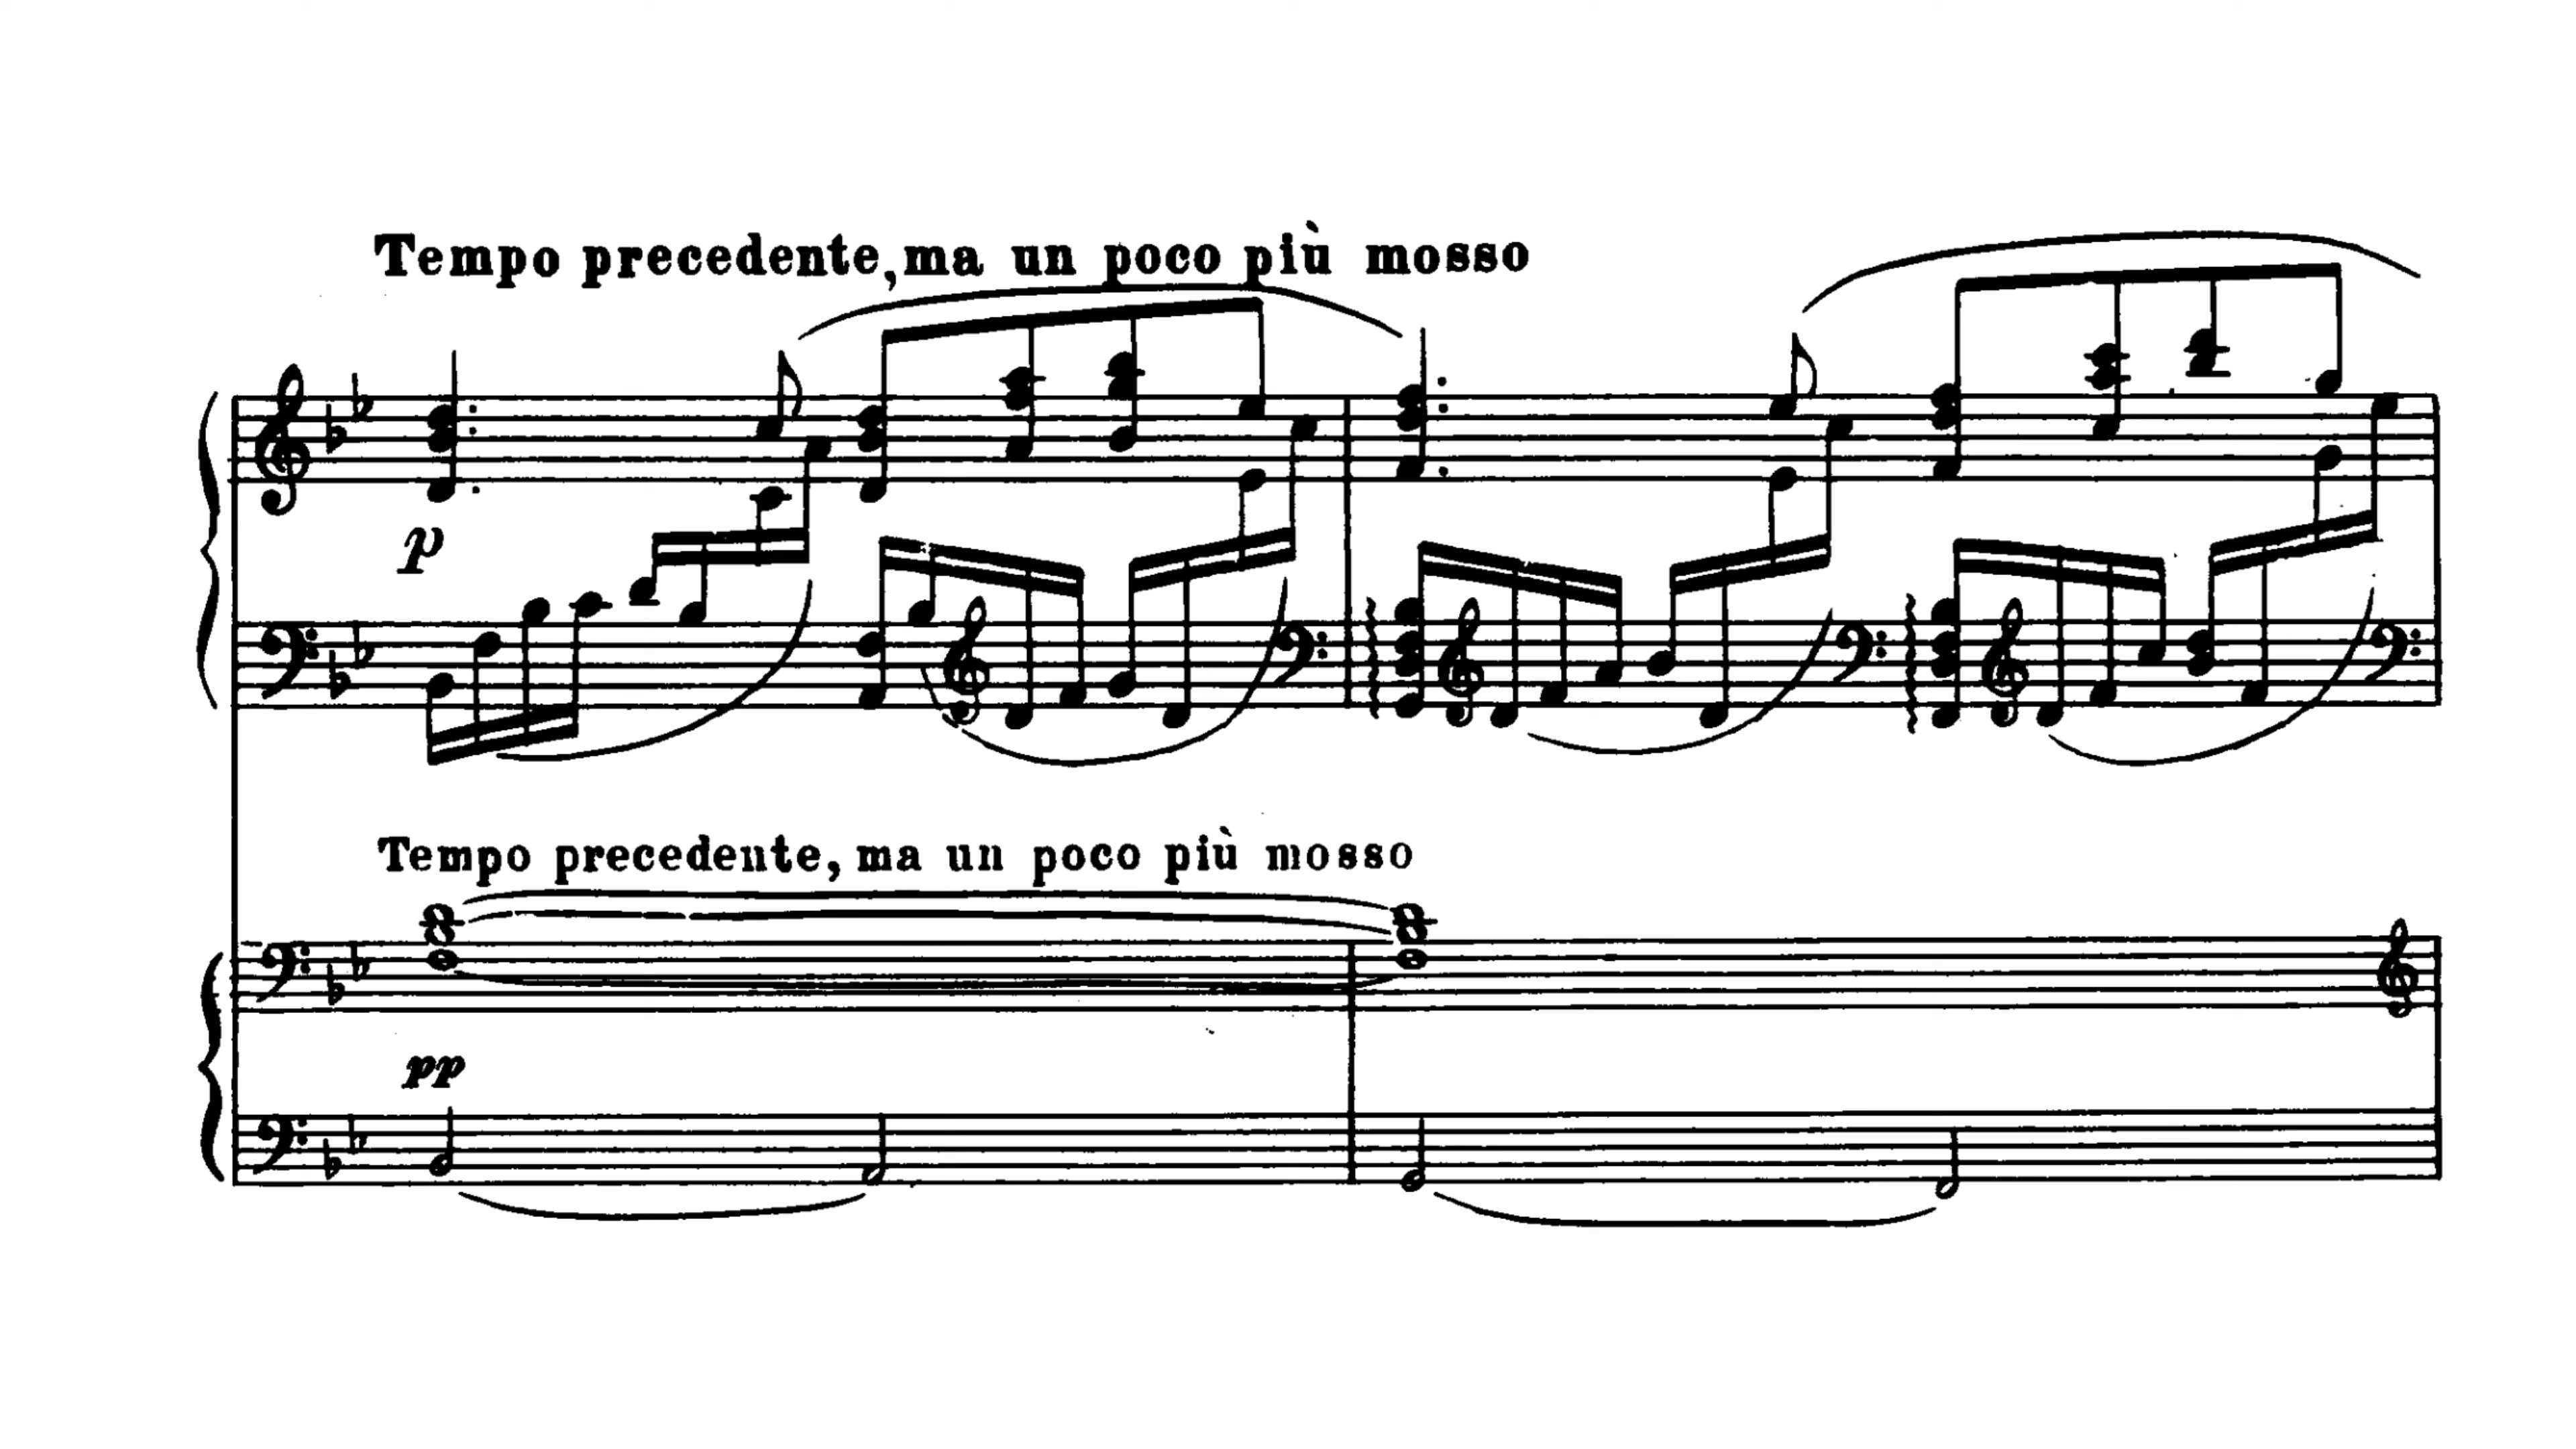 Tempo precedente, ma un poco più mosso
p
Tempo precedente, ma un poco più mosso
pp